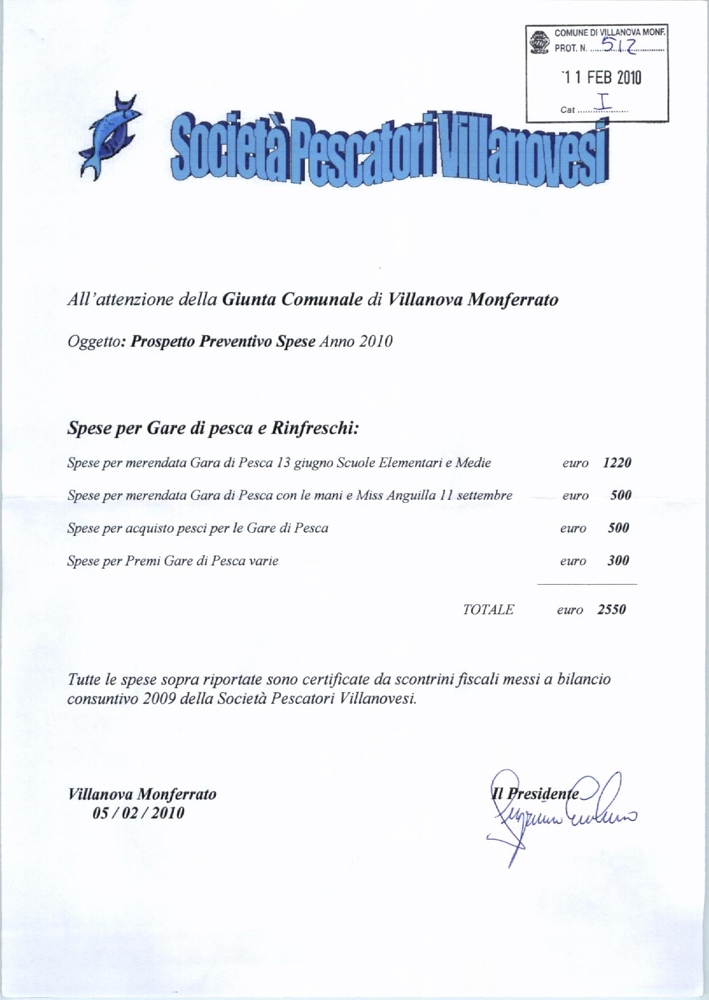 COMUNE DI VILLANOVA MONF.
PROT. N. 512
11 FEB 2010
Cat I
Società Pescatori Villanovesi
All'attenzione della Giunta Comunale di Villanova Monferrato
Oggetto: Prospetto Preventivo Spese Anno 2010
Spese per Gare di pesca e Rinfreschi:
Spese per merendata Gara di Pesca 13 giugno Scuole Elementari e Medie euro 1220
Spese per merendata Gara di Pesca con le mani e Miss Anguilla 11 settembre euro 500
Spese per acquisto pesci per le Gare di Pesca euro 500
Spese per Premi Gare di Pesca varie euro 300
TOTALE euro 2550
Tutte le spese sopra riportate sono certificate da scontrini fiscali messi a bilancio
consuntivo 2009 della Società Pescatori Villanovesi.
Villanova Monferrato
05 / 02 / 2010
Il Presidente